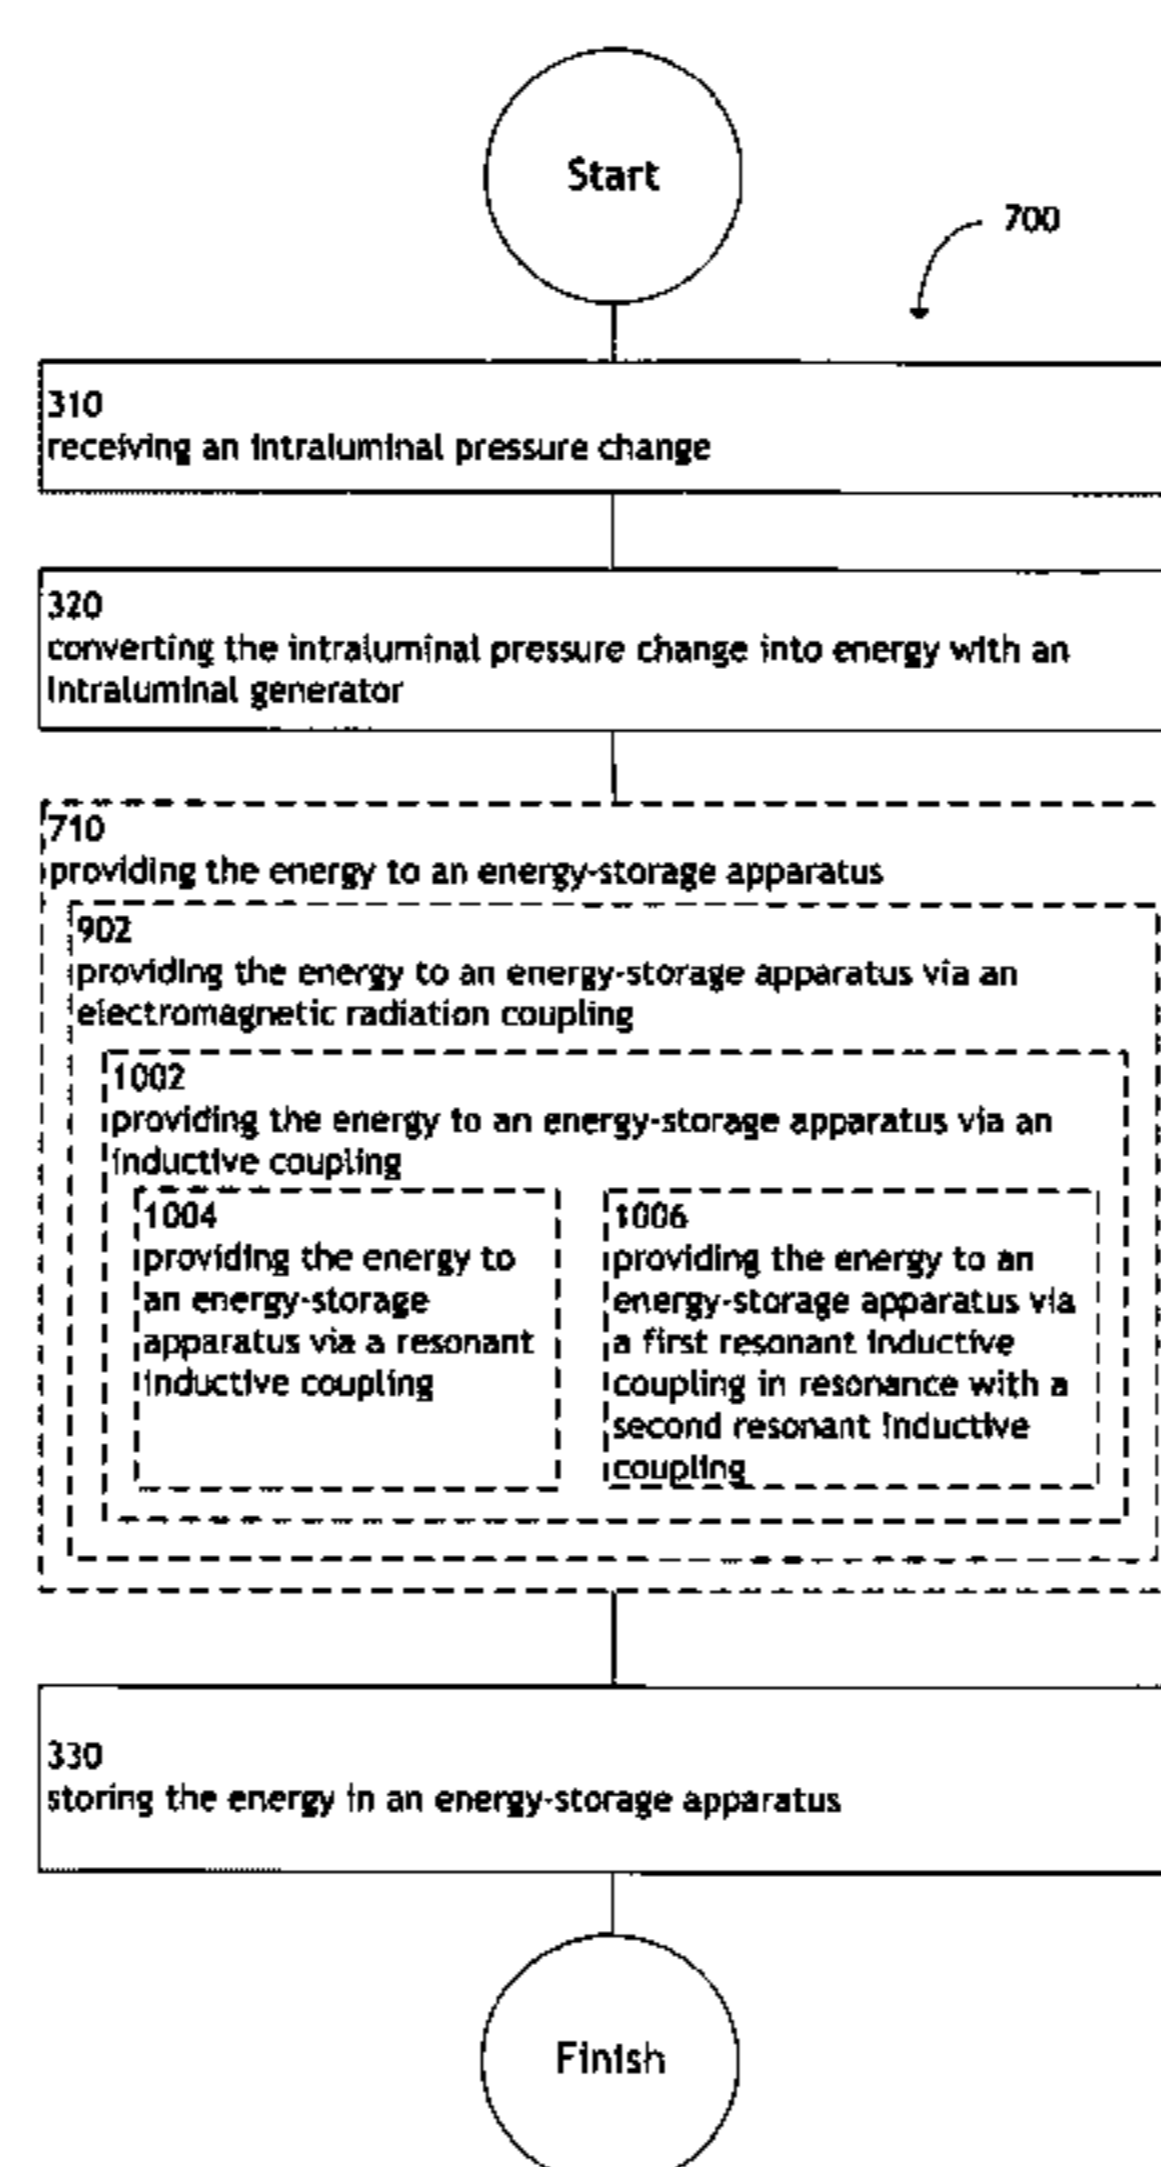 Start
700
310
receiving an intraluminal pressure change
320
converting the intraluminal pressure change into energy with an
intraluminal generator
710
providing the energy to an energy-storage apparatus
902
providing the energy to an energy-storage apparatus via an
electromagnetic radiation coupling
1002
providing the energy to an energy-storage apparatus via an
inductive coupling
1004
providing the energy to
an energy-storage
apparatus via a resonant
inductive coupling
1006
providing the energy to an
energy-storage apparatus via
a first resonant inductive
coupling in resonance with a
second resonant inductive
coupling
330
storing the energy in an energy-storage apparatus
Finish